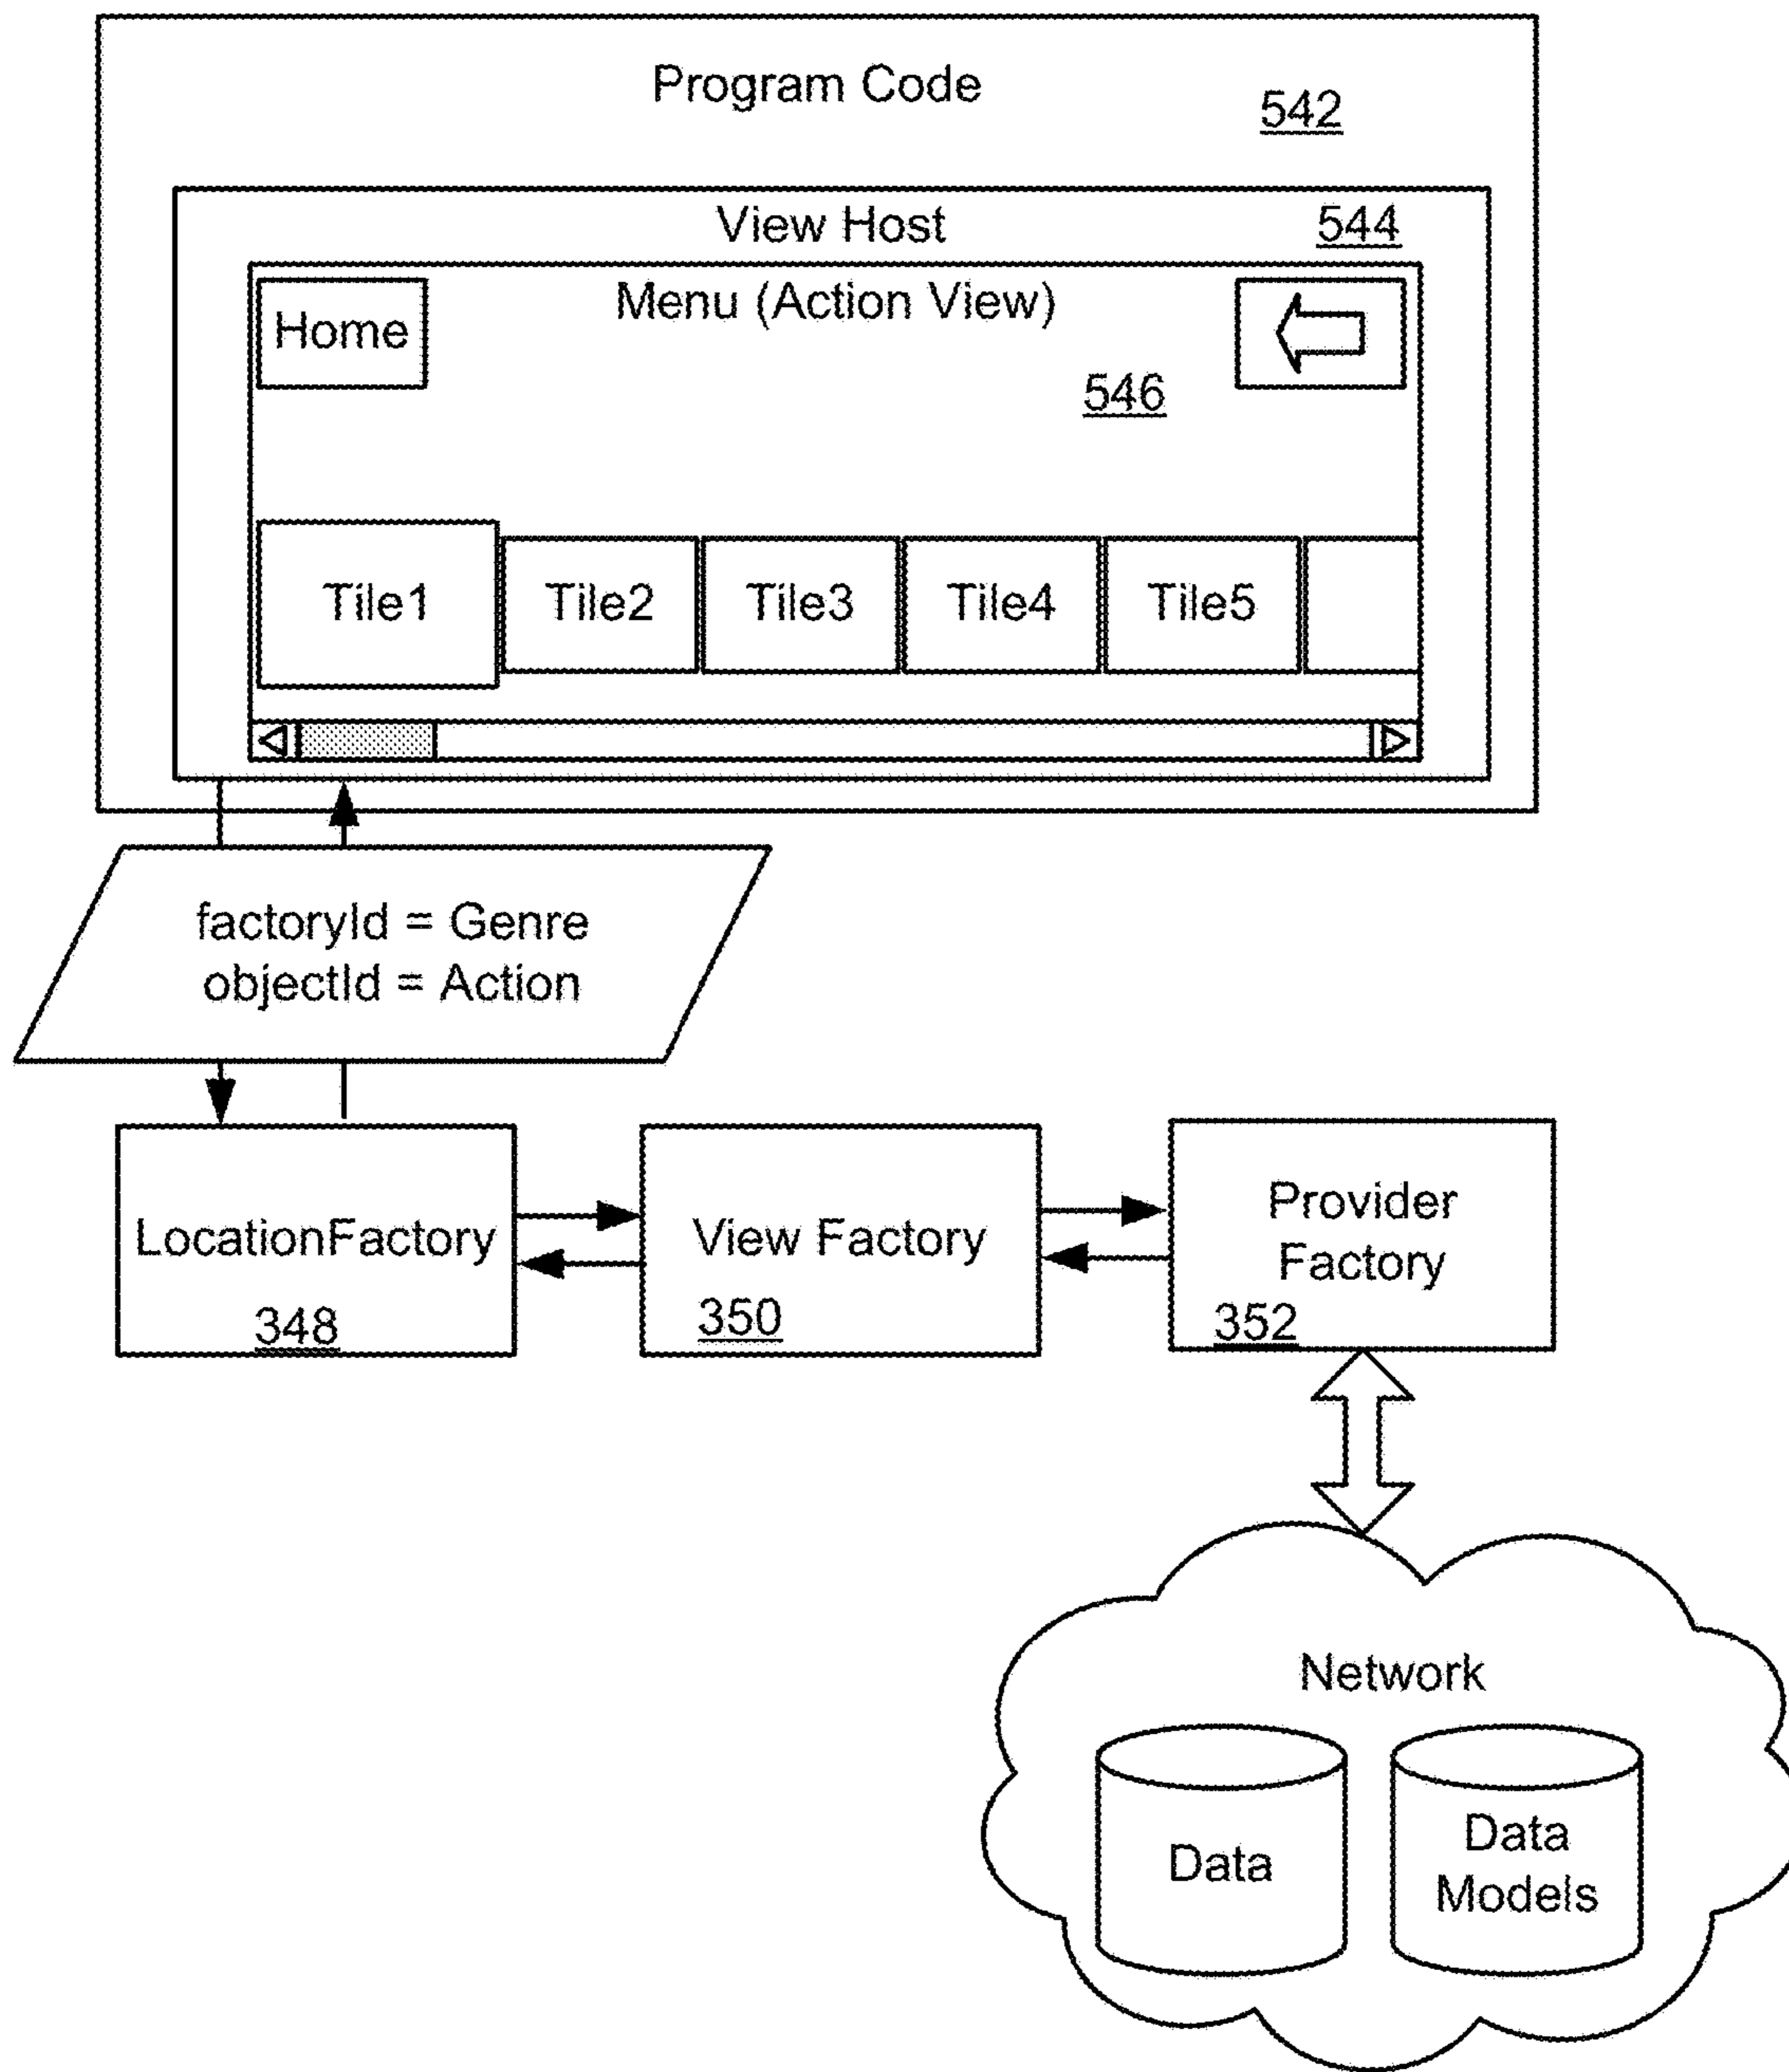 Program Code
542
View Host
544
Home
Menu (Action View)
546
Tile1
Tile2
Tile3
Tile4
Tile5
factoryId = Genre
objectId = Action
LocationFactory
348
View Factory
350
Provider
Factory
352
Network
Data
Data
Models